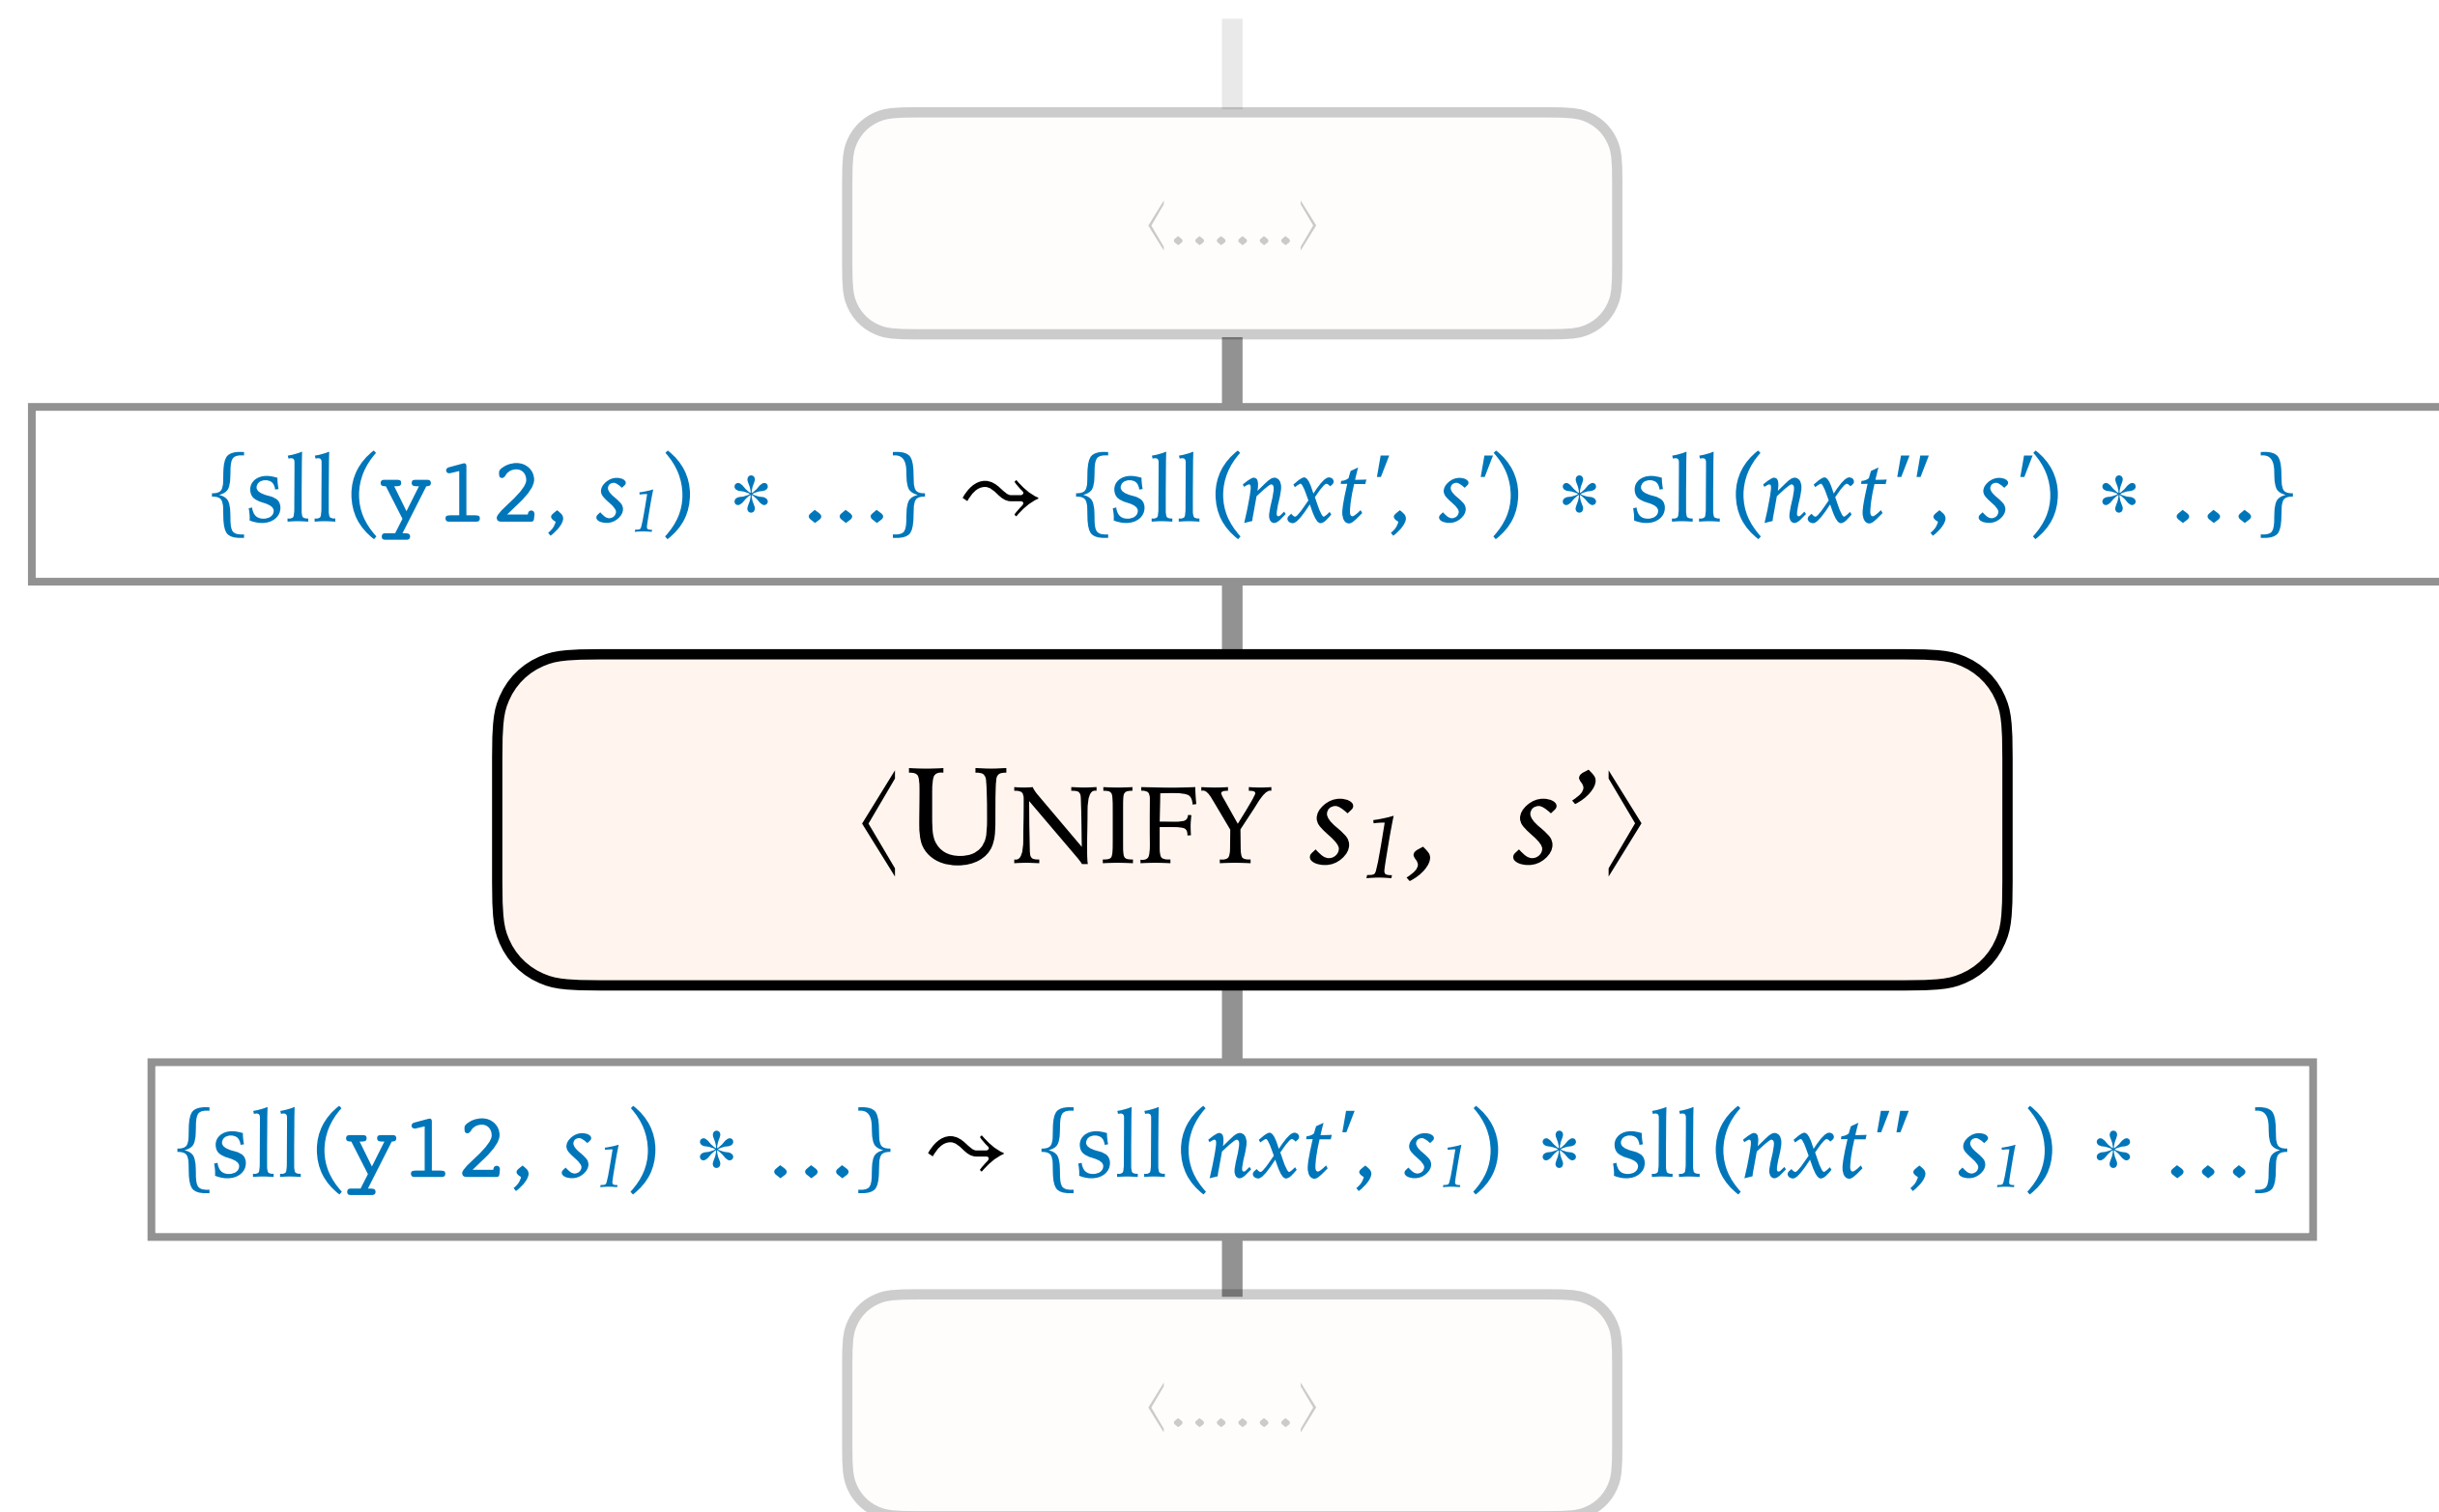 ⟨......⟩
{sll(y12, s₁) * ...} ⤳ {sll(nxt′, s′) * sll(nxt″, s′) * ...}
⟨UNIFY s₁, s’⟩
{sll(y12, s₁) * ...} ⤳ {sll(nxt′, s₁) * sll(nxt″, s₁) * ...}
⟨......⟩